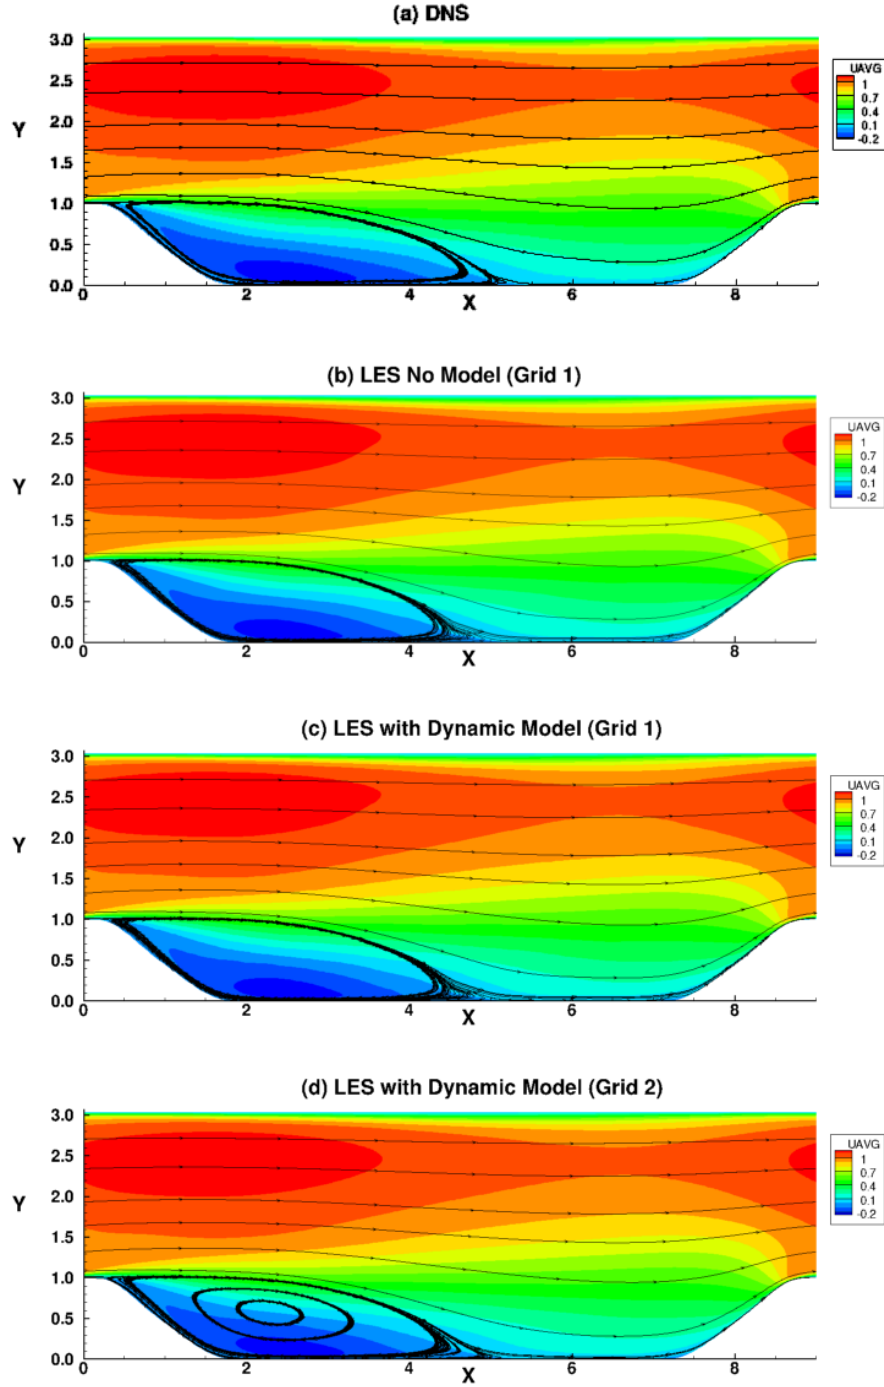 (a) DNS
3.0
2.5
Y
2.0
1.5
1.0
0.5
0.0
0 2 4 6 8
X
UAVG
1
0.7
0.4
0.1
-0.2
(b) LES No Model (Grid 1)
3.0
2.5
Y
2.0
1.5
1.0
0.5
0.0
0 2 4 6 8
X
UAVG
1
0.7
0.4
0.1
-0.2
(c) LES with Dynamic Model (Grid 1)
3.0
2.5
2.0
Y
1.5
1.0
0.5
0.0
0 2 4 6 8
X
UAVG
1
0.7
0.4
0.1
-0.2
(d) LES with Dynamic Model (Grid 2)
3.0
2.5
2.0
Y
1.5
1.0
0.5
0.0
0 2 4 6 8
X
UAVG
1
0.7
0.4
0.1
-0.2